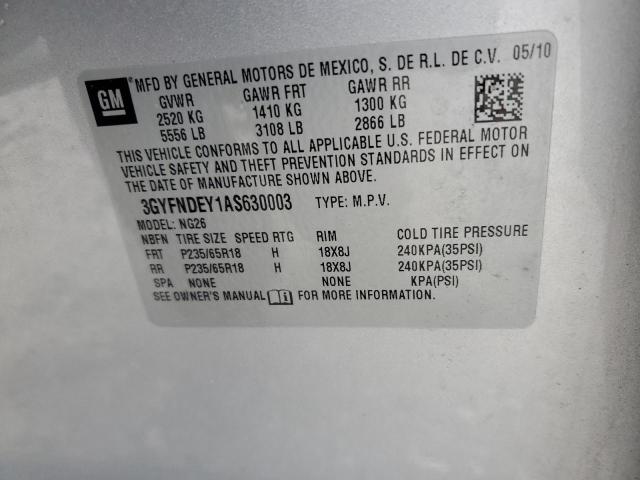 MFD BY GENERAL MOTORS DE MEXICO, S. DE R.L. DE C.V. 05/10
GM
GVWR GAWR FRT GAWR RR
2520 KG 1410 KG 1300 KG
5556 LB 3108 LB 2866 LB
THIS VEHICLE CONFORMS TO ALL APPLICABLE U.S. FEDERAL MOTOR
VEHICLE SAFETY AND THEFT PREVENTION STANDARDS IN EFFECT ON
THE DATE OF MANUFACTURE SHOWN ABOVE.
3GYFNDEY1AS630003 TYPE: M.P.V.
MODEL: NG26
NBFN TIRE SIZE SPEED RTG RIM COLD TIRE PRESSURE
FRT P235/65R18 H 18X8J 240KPA(35PSI)
RR P235/65R18 H 18X8J 240KPA(35PSI)
SPA NONE NONE KPA(PSI)
SEE OWNER'S MANUAL FOR MORE INFORMATION.